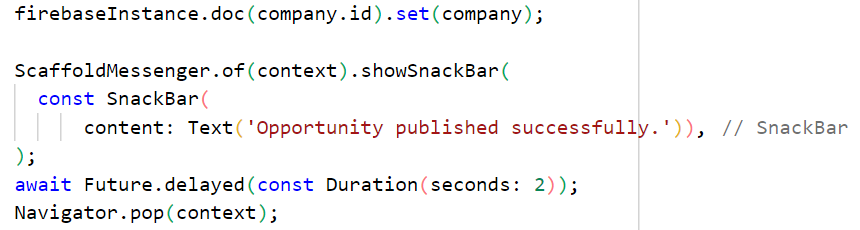 firebaseInstance.doc(company.id).set(company);

ScaffoldMessenger.of(context).showSnackBar(
  const SnackBar(
      content: Text('Opportunity published successfully.')), // SnackBar
);
await Future.delayed(const Duration(seconds: 2));
Navigator.pop(context);